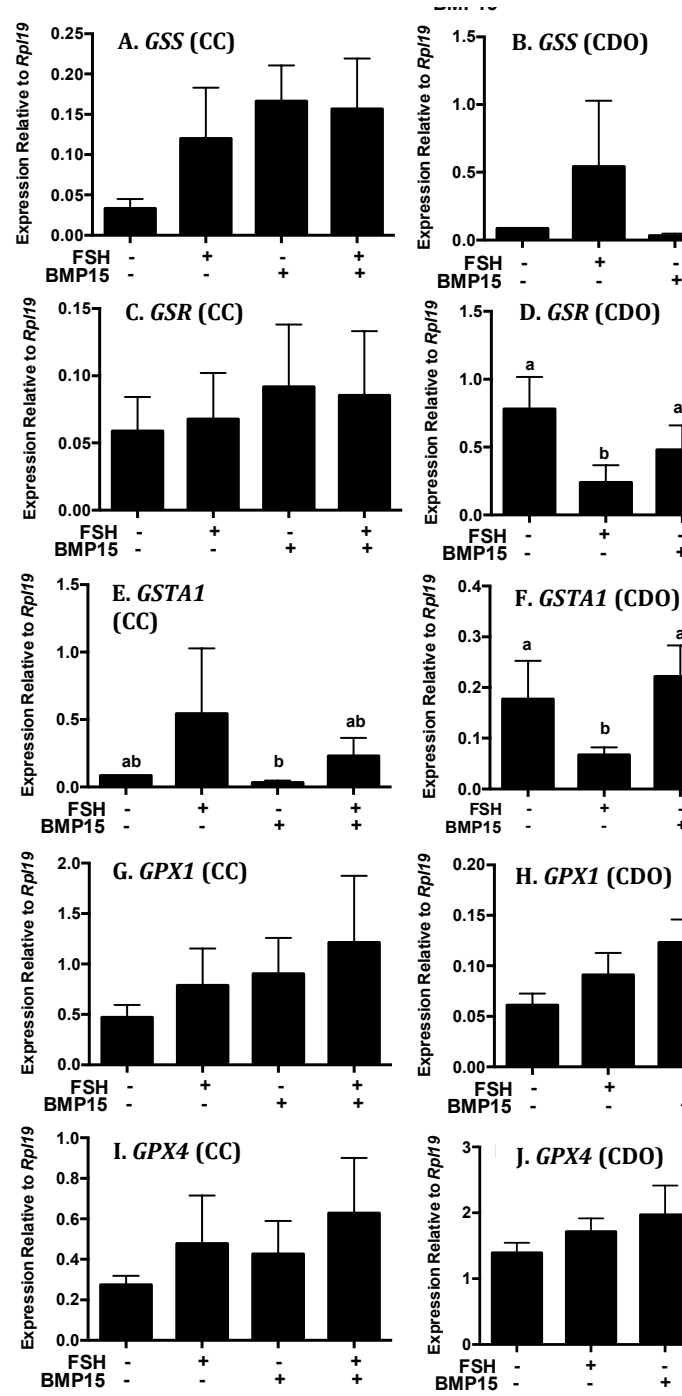 BMP15
A. GSS (CC)
Expression Relative to Rpl19
0.25
0.20
0.15
0.10
0.05
0.00
FSH - + - +
BMP15 - - + +
B. GSS (CDO)
Expression Relative to Rpl19
1.5
1.0
0.5
0.0
FSH - + -
BMP15 - - +
C. GSR (CC)
Expression Relative to Rpl19
0.15
0.10
0.05
0.00
FSH - + - +
BMP15 - - + +
D. GSR (CDO)
Expression Relative to Rpl19
1.5
1.0
0.5
0.0
a b a
FSH - + -
BMP15 - - +
E. GSTA1
(CC)
Expression Relative to Rpl19
1.5
1.0
0.5
0.0
ab b ab
FSH - + - +
BMP15 - - + +
F. GSTA1 (CDO)
Expression Relative to Rpl19
0.4
0.3
0.2
0.1
0.0
a b a
FSH - + -
BMP15 - - +
G. GPX1 (CC)
Expression Relative to Rpl19
2.0
1.5
1.0
0.5
0.0
FSH - + - +
BMP15 - - + +
H. GPX1 (CDO)
Expression Relative to Rpl19
0.20
0.15
0.10
0.05
0.00
FSH - +
BMP15 - -
I. GPX4 (CC)
Expression Relative to Rpl19
1.0
0.8
0.6
0.4
0.2
0.0
FSH - + - +
BMP15 - - + +
J. GPX4 (CDO)
Expression Relative to Rpl19
3
2
1
0
FSH - + -
BMP15 - - +